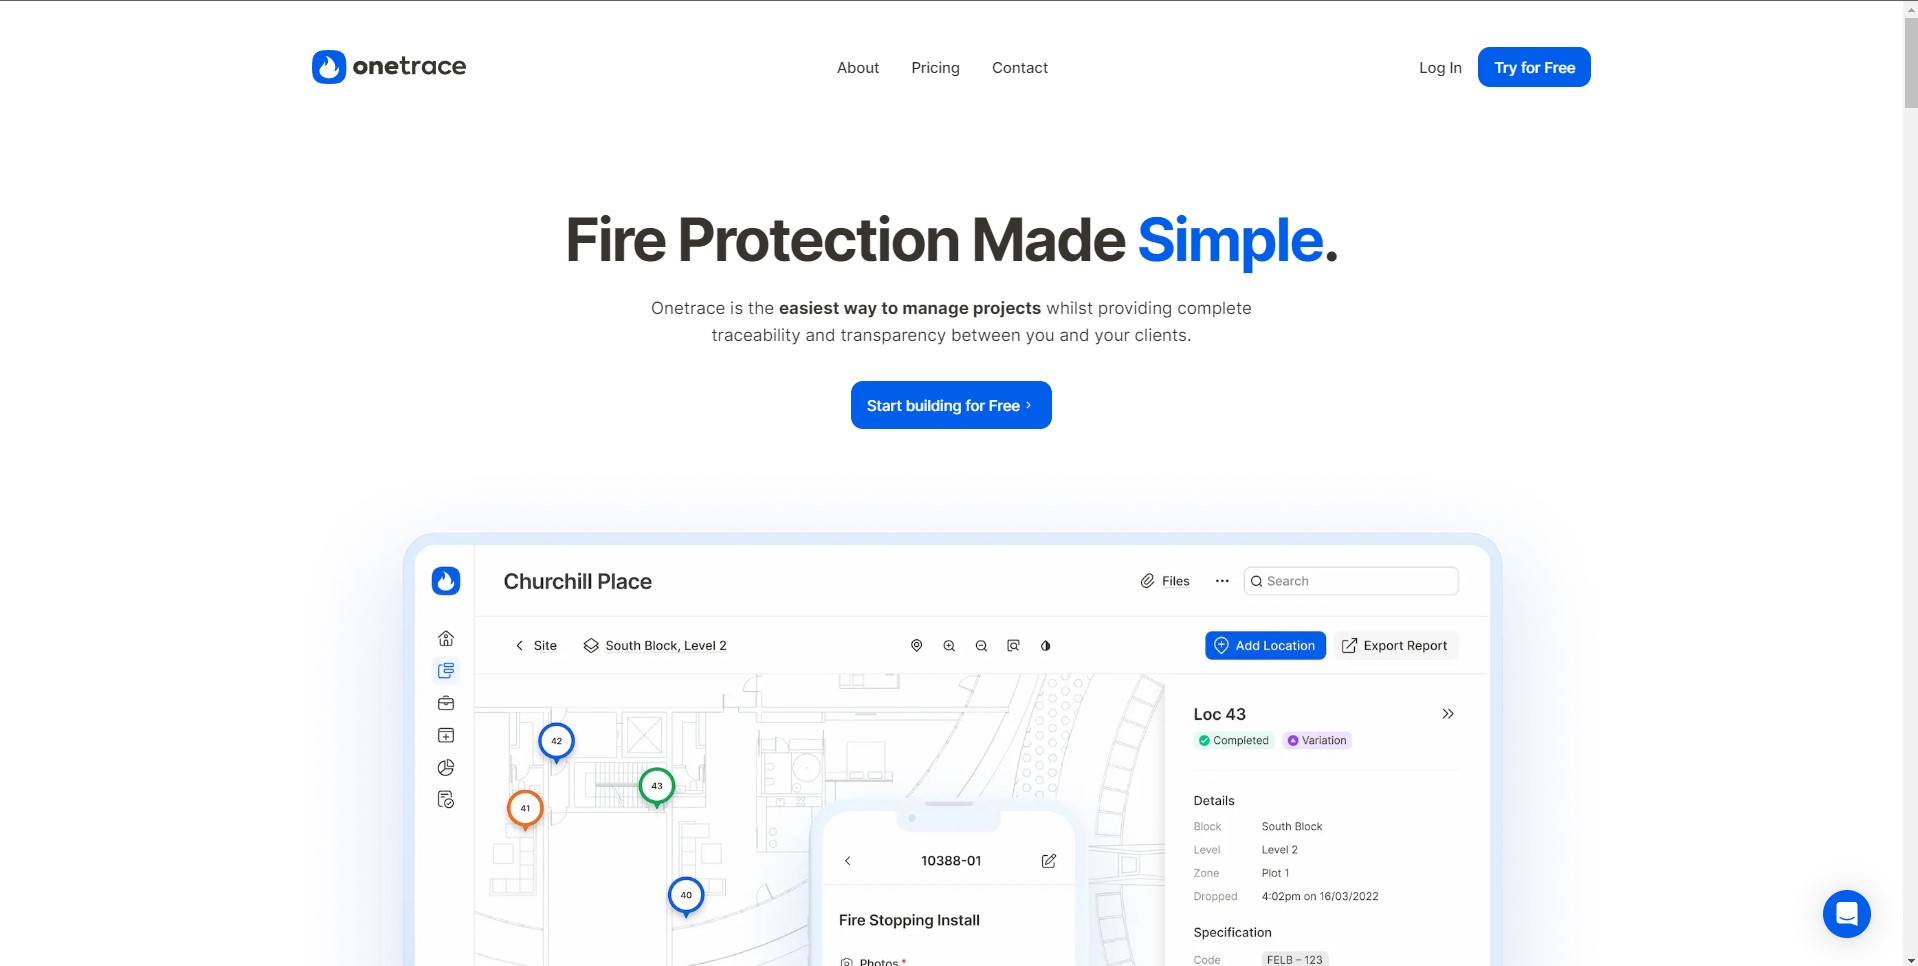 onetrace
About
Pricing
Contact
Log In
Try for Free
Fire Protection Made Simple.
Onetrace is the easiest way to manage projects whilst providing complete
traceability and transparency between you and your clients.
Start building for Free ›
Churchill Place
Files
Search
Site
South Block, Level 2
Add Location
Export Report
42
43
41
40
10388-01
Fire Stopping Install
Photos *
Loc 43
Completed
Variation
Details
Block South Block
Level Level 2
Zone Plot 1
Dropped 4:02pm on 16/03/2022
Specification
Code FELB – 123